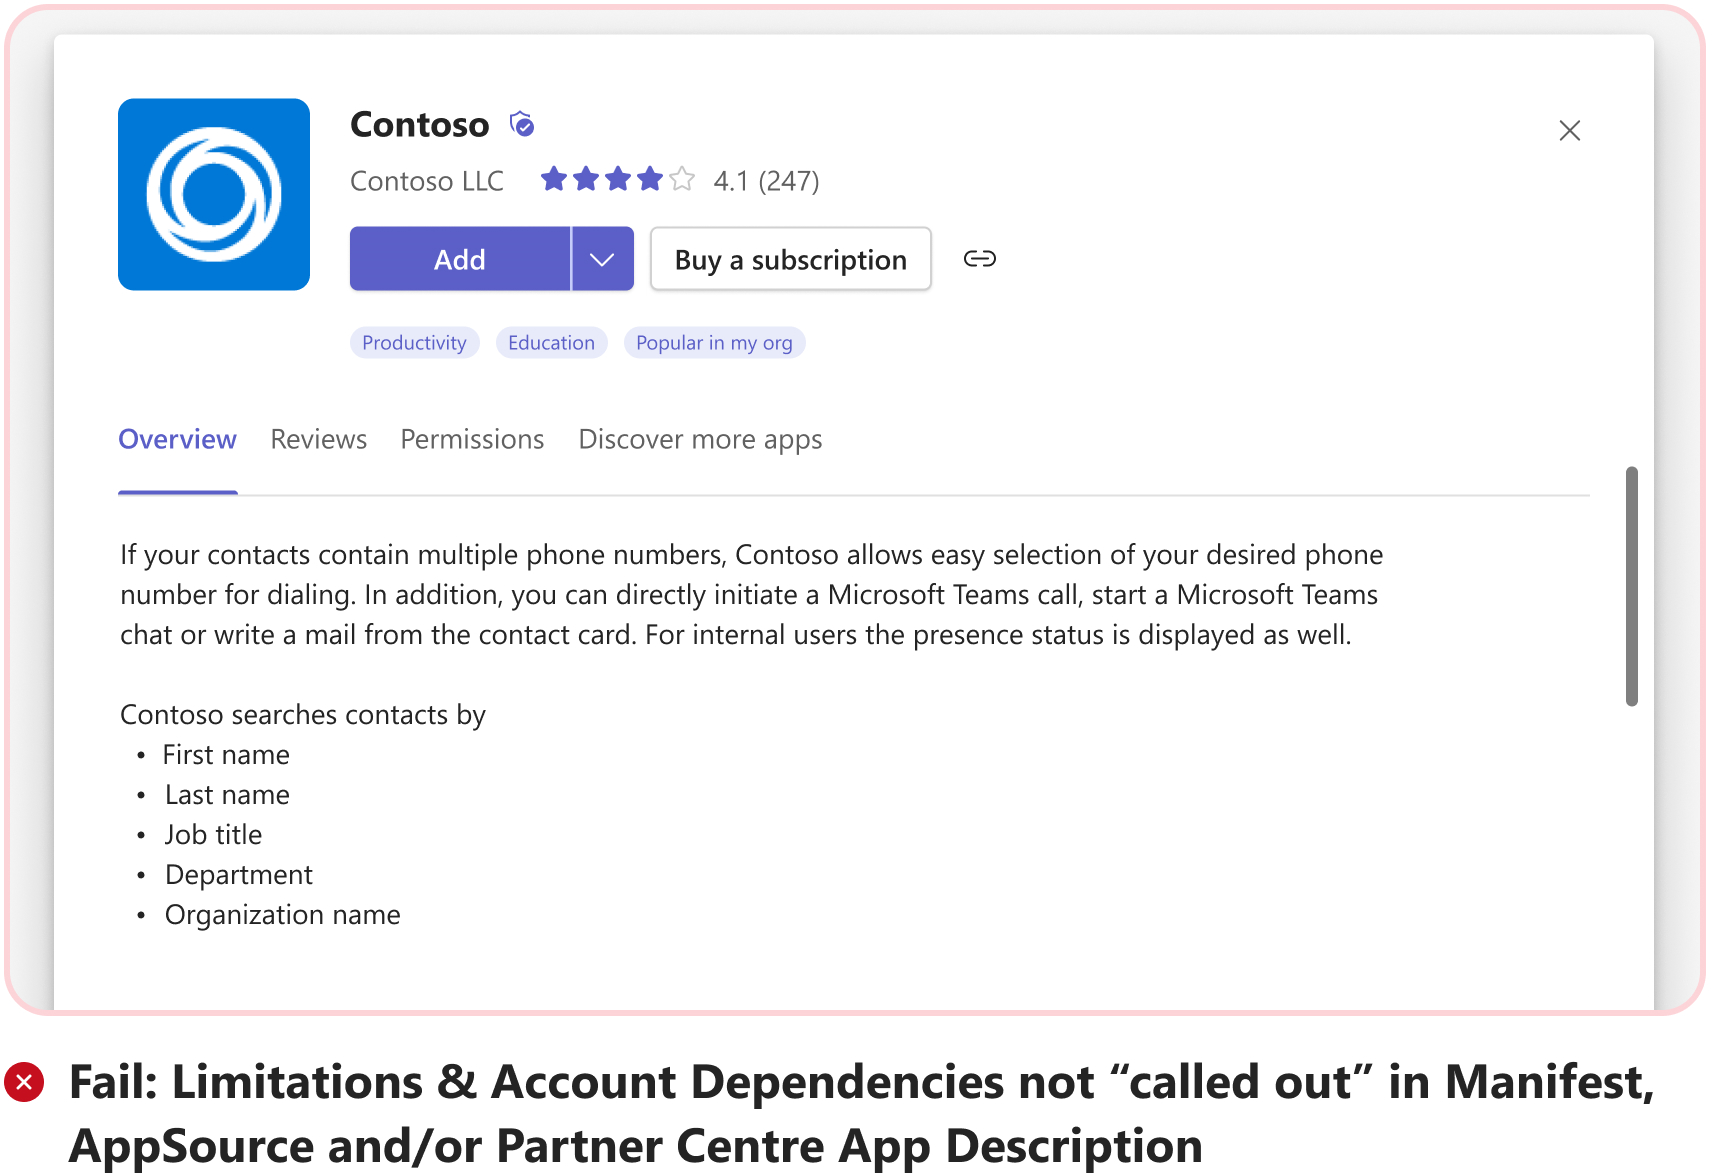 Contoso
Contoso LLC 4.1 (247)
Add Buy a subscription
Productivity Education Popular in my org
Overview Reviews Permissions Discover more apps
If your contacts contain multiple phone numbers, Contoso allows easy selection of your desired phone
number for dialing. In addition, you can directly initiate a Microsoft Teams call, start a Microsoft Teams
chat or write a mail from the contact card. For internal users the presence status is displayed as well.
Contoso searches contacts by
• First name
• Last name
• Job title
• Department
• Organization name
Fail: Limitations & Account Dependencies not “called out” in Manifest,
AppSource and/or Partner Centre App Description